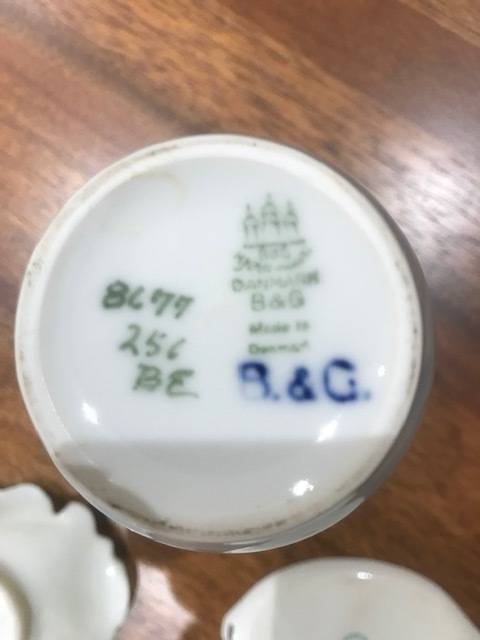 8677
256
BE
DANMARK
B&G
Made in
Denmark
B.&G.